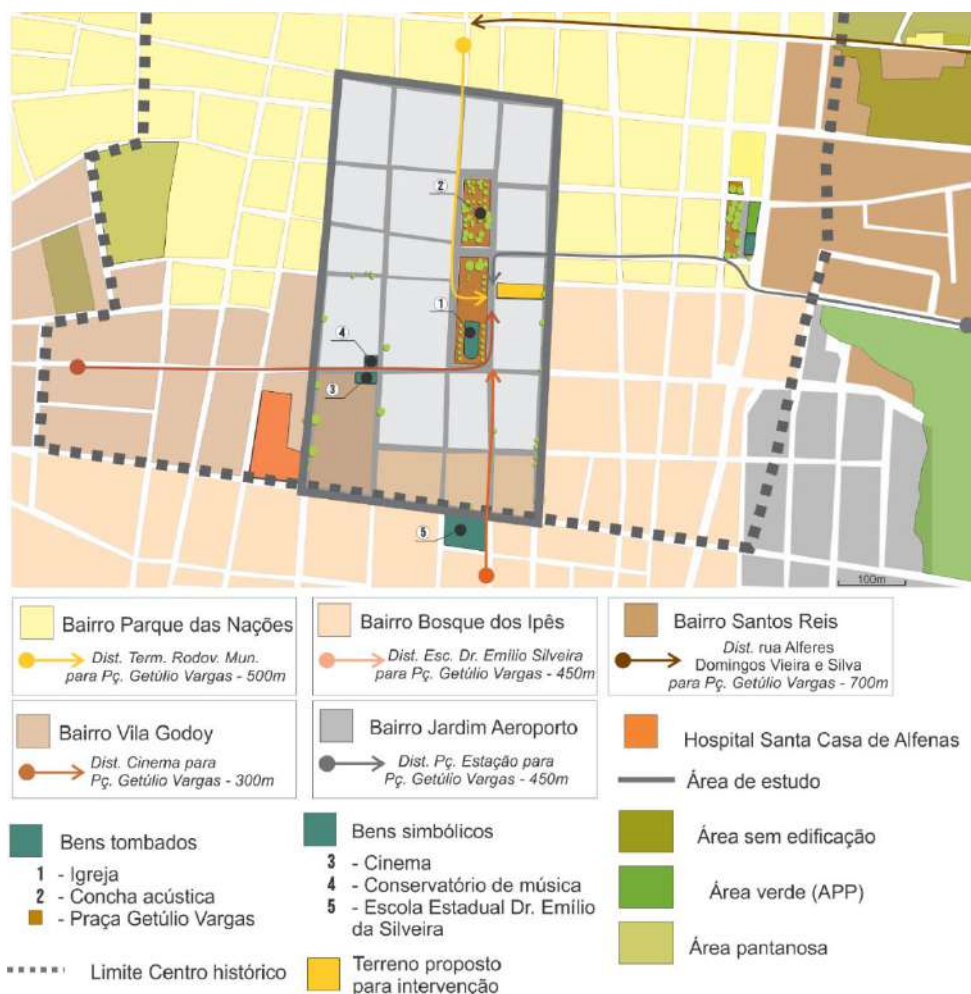 2
1
4
3
5
100m
Bairro Parque das Nações
Dist. Term. Rodov. Mun.
para Pç. Getúlio Vargas - 500m
Bairro Bosque dos Ipês
Dist. Esc. Dr. Emílio Silveira
para Pç. Getúlio Vargas - 450m
Bairro Santos Reis
Dist. rua Alferes
Domingos Vieira e Silva
para Pç. Getúlio Vargas - 700m
Bairro Vila Godoy
Dist. Cinema para
Pç. Getúlio Vargas - 300m
Bairro Jardim Aeroporto
Dist. Pç. Estação para
Pç. Getúlio Vargas - 450m
Hospital Santa Casa de Alfenas
Área de estudo
Bens tombados
1 - Igreja
2 - Concha acústica
- Praça Getúlio Vargas
Limite Centro histórico
Bens simbólicos
3 - Cinema
4 - Conservatório de música
5 - Escola Estadual Dr. Emílio
da Silveira
Terreno proposto
para intervenção
Área sem edificação
Área verde (APP)
Área pantanosa